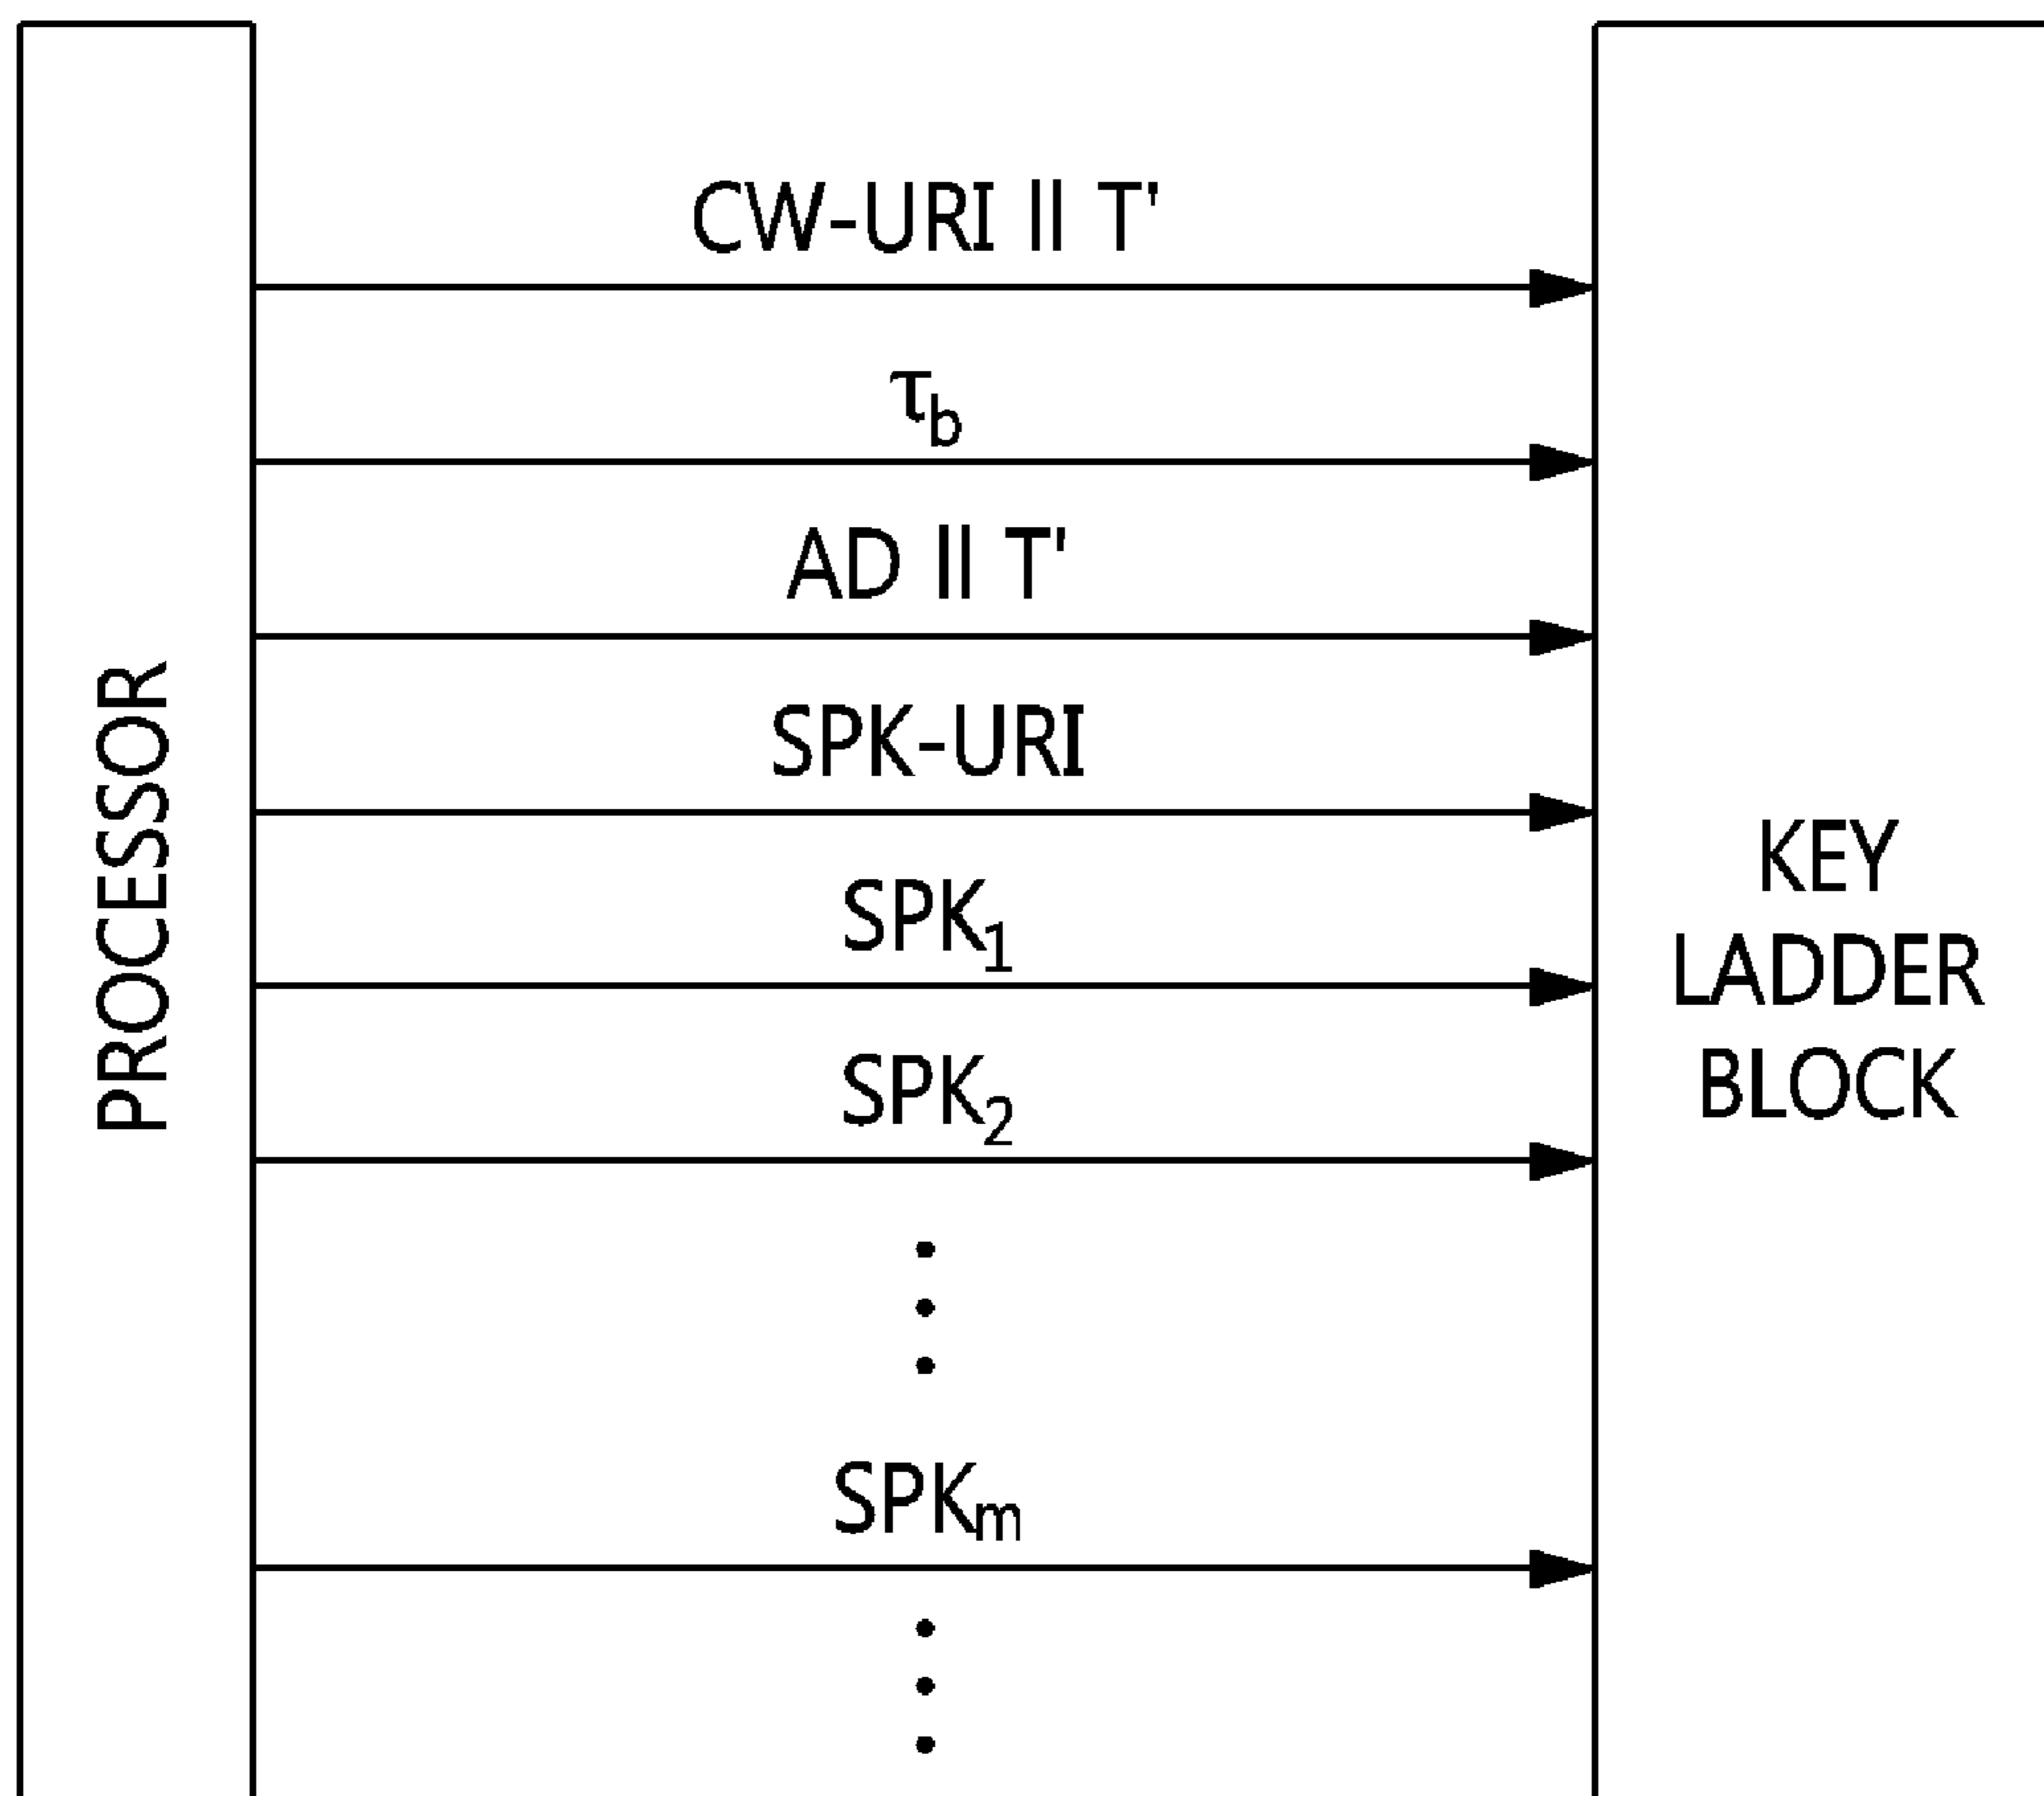 PROCESSOR
CW-URI || T'
τb
AD || T'
SPK-URI
SPK1
SPK2
SPKm
KEY
LADDER
BLOCK